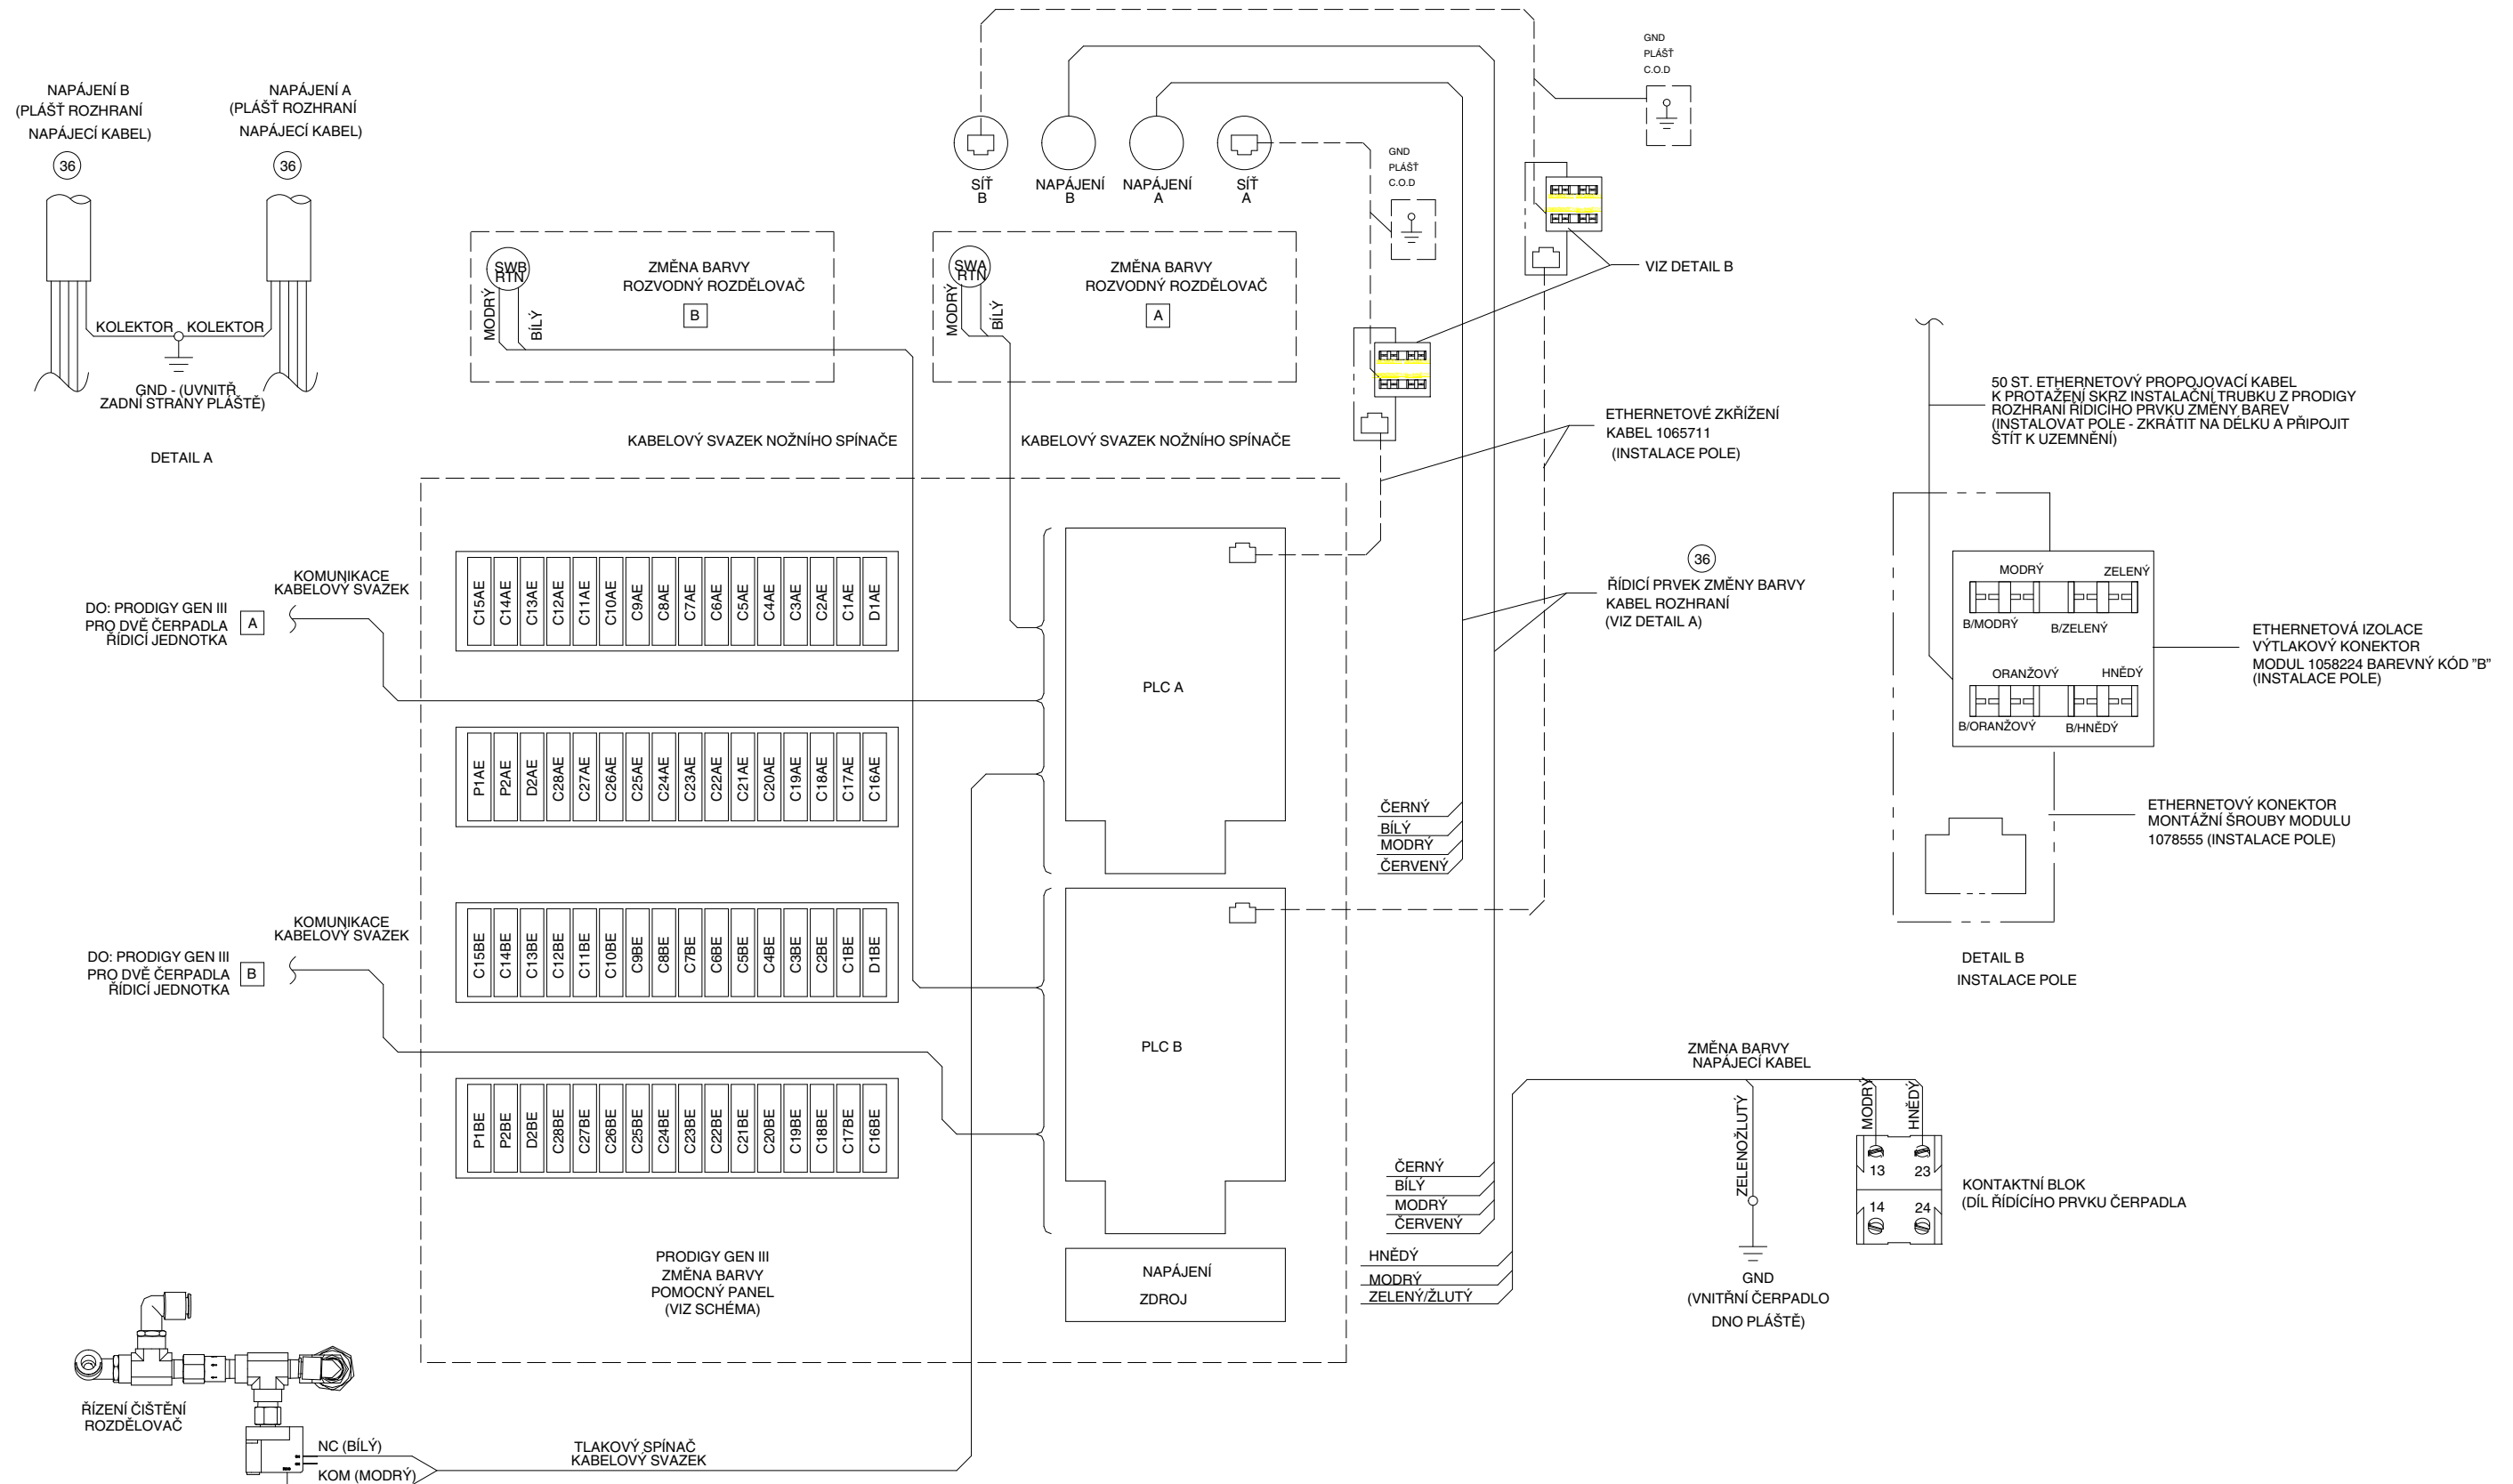 NAPÁJENÍ B
(PLÁŠŤ ROZHRANÍ
NAPÁJECÍ KABEL)
36
NAPÁJENÍ A
(PLÁŠŤ ROZHRANÍ
NAPÁJECÍ KABEL)
36
KOLEKTOR
KOLEKTOR
GND - (UVNITŘ
ZADNÍ STRANY PLÁŠTĚ)
DETAIL A
SÍŤ
B
NAPÁJENÍ
B
NAPÁJENÍ
A
SÍŤ
A
GND
PLÁŠŤ
C.O.D
GND
PLÁŠŤ
C.O.D
SWB
RTN
MODRÝ
BÍLÝ
ZMĚNA BARVY
ROZVODNÝ ROZDĚLOVAČ
B
SWA
RTN
MODRÝ
BÍLÝ
ZMĚNA BARVY
ROZVODNÝ ROZDĚLOVAČ
A
VIZ DETAIL B
KABELOVÝ SVAZEK NOŽNÍHO SPÍNAČE
KABELOVÝ SVAZEK NOŽNÍHO SPÍNAČE
ETHERNETOVÉ ZKŘÍŽENÍ
KABEL 1065711
(INSTALACE POLE)
50 ST. ETHERNETOVÝ PROPOJOVACÍ KABEL
K PROTAŽENÍ SKRZ INSTALAČNÍ TRUBKU Z PRODIGY
ROZHRANÍ ŘÍDICÍHO PRVKU ZMĚNY BAREV
(INSTALOVAT POLE - ZKRÁTIT NA DÉLKU A PŘIPOJIT
ŠTÍT K UZEMNĚNÍ)
KOMUNIKACE
KABELOVÝ SVAZEK
DO: PRODIGY GEN III
PRO DVĚ ČERPADLA
ŘÍDICÍ JEDNOTKA
A
C15AE
C14AE
C13AE
C12AE
C11AE
C10AE
C9AE
C8AE
C7AE
C6AE
C5AE
C4AE
C3AE
C2AE
C1AE
D1AE
PLC A
P1AE
P2AE
D2AE
C28AE
C27AE
C26AE
C25AE
C24AE
C23AE
C22AE
C21AE
C20AE
C19AE
C18AE
C17AE
C16AE
36
ŘÍDICÍ PRVEK ZMĚNY BARVY
KABEL ROZHRANÍ
(VIZ DETAIL A)
ČERNÝ
BÍLÝ
MODRÝ
ČERVENÝ
MODRÝ
ZELENÝ
B/MODRÝ
B/ZELENÝ
ORANŽOVÝ
HNĚDÝ
B/ORANŽOVÝ
B/HNĚDÝ
ETHERNETOVÁ IZOLACE
VÝTLAKOVÝ KONEKTOR
MODUL 1058224 BAREVNÝ KÓD "B"
(INSTALACE POLE)
ETHERNETOVÝ KONEKTOR
MONTÁŽNÍ ŠROUBY MODULU
1078555 (INSTALACE POLE)
DETAIL B
INSTALACE POLE
KOMUNIKACE
KABELOVÝ SVAZEK
DO: PRODIGY GEN III
PRO DVĚ ČERPADLA
ŘÍDICÍ JEDNOTKA
B
C15BE
C14BE
C13BE
C12BE
C11BE
C10BE
C9BE
C8BE
C7BE
C6BE
C5BE
C4BE
C3BE
C2BE
C1BE
D1BE
PLC B
P1BE
P2BE
D2BE
C28BE
C27BE
C26BE
C25BE
C24BE
C23BE
C22BE
C21BE
C20BE
C19BE
C18BE
C17BE
C16BE
ČERNÝ
BÍLÝ
MODRÝ
ČERVENÝ
HNĚDÝ
MODRÝ
ZELENÝ/ŽLUTÝ
PRODIGY GEN III
ZMĚNA BARVY
POMOCNÝ PANEL
(VIZ SCHÉMA)
NAPÁJENÍ
ZDROJ
ZMĚNA BARVY
NAPÁJECÍ KABEL
ZELENOŽLUTÝ
MODRÝ
HNĚDÝ
13
23
14
24
KONTAKTNÍ BLOK
(DÍL ŘÍDÍCÍHO PRVKU ČERPADLA
GND
(VNITŘNÍ ČERPADLO
DNO PLÁŠTĚ)
ŘÍZENÍ ČIŠTĚNÍ
ROZDĚLOVAČ
NC (BÍLÝ)
KOM (MODRÝ)
TLAKOVÝ SPÍNAČ
KABELOVÝ SVAZEK